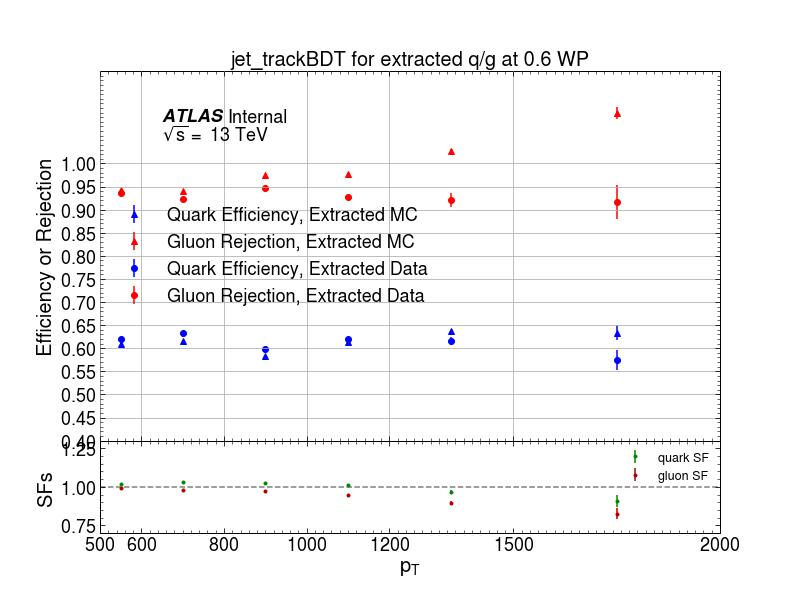 jet_trackBDT for extracted q/g at 0.6 WP
ATLAS Internal
√s = 13 TeV
Efficiency or Rejection
1.00
0.95
0.90
0.85
0.80
0.75
0.70
0.65
0.60
0.55
0.50
0.45
0.40
Quark Efficiency, Extracted MC
Gluon Rejection, Extracted MC
Quark Efficiency, Extracted Data
Gluon Rejection, Extracted Data
SFs
1.25
1.00
0.75
quark SF
gluon SF
500 600 800 1000 1200 1500 2000
pT